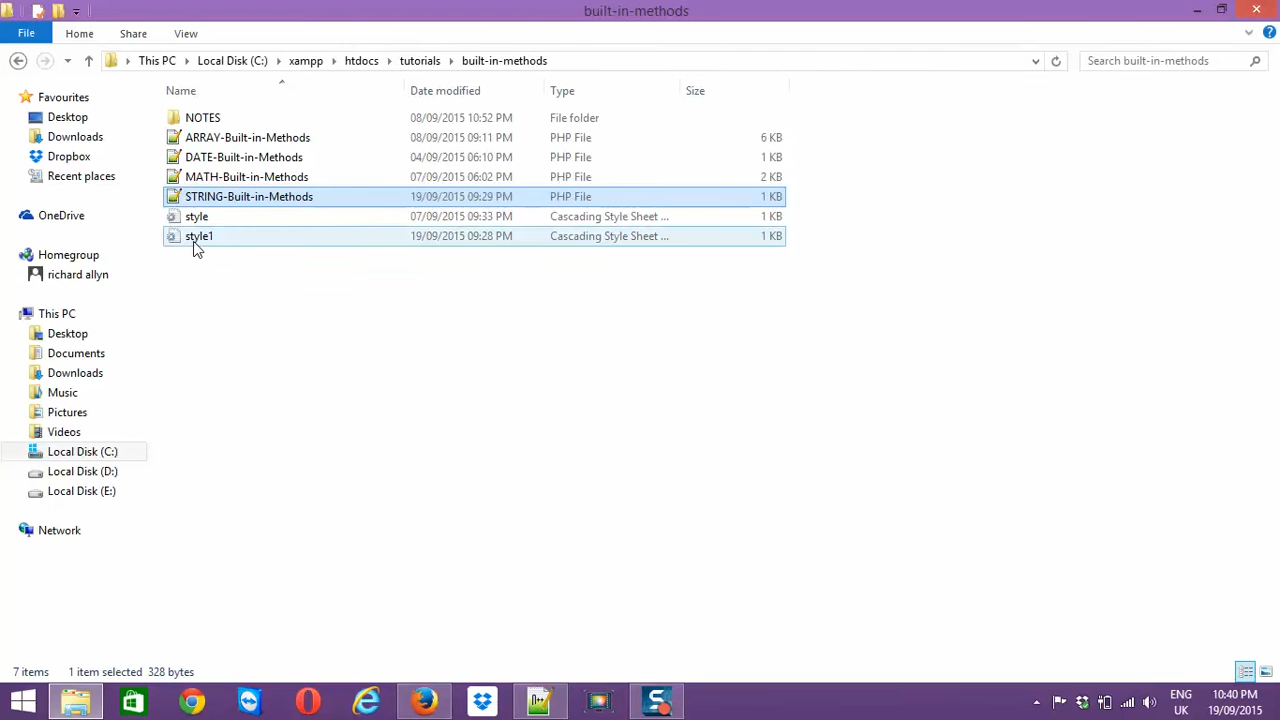 built-in-methods
File Home Share View
This PC Local Disk (C:) xampp htdocs tutorials built-in-methods Search built-in-methods
Name Date modified Type Size
Favourites
Desktop
Downloads
Dropbox
Recent places
OneDrive
Homegroup
richard allyn
This PC
Desktop
Documents
Downloads
Music
Pictures
Videos
Local Disk (C:)
Local Disk (D:)
Local Disk (E:)
Network
NOTES 08/09/2015 10:52 PM File folder
ARRAY-Built-in-Methods 08/09/2015 09:11 PM PHP File 6 KB
DATE-Built-in-Methods 04/09/2015 06:10 PM PHP File 1 KB
MATH-Built-in-Methods 07/09/2015 06:02 PM PHP File 2 KB
STRING-Built-in-Methods 19/09/2015 09:29 PM PHP File 1 KB
style 07/09/2015 09:33 PM Cascading Style Sheet ... 1 KB
style1 19/09/2015 09:28 PM Cascading Style Sheet ... 1 KB
7 items 1 item selected 328 bytes
ENG 10:40 PM
UK 19/09/2015